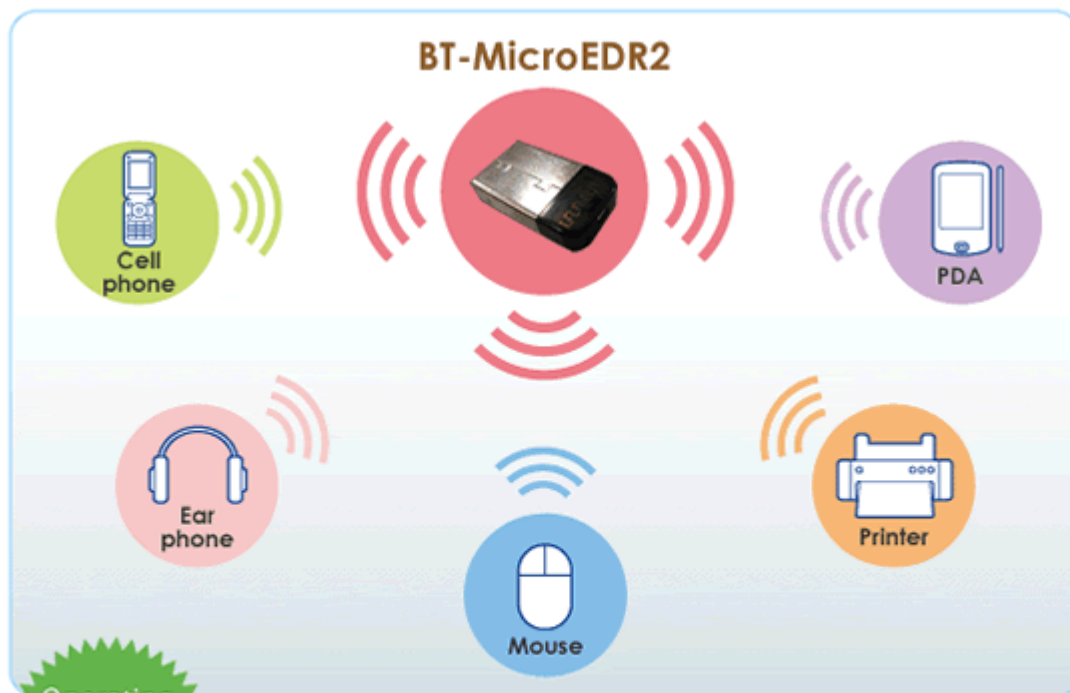 BT-MicroEDR2
Cell
phone
PDA
Ear
phone
Printer
Mouse